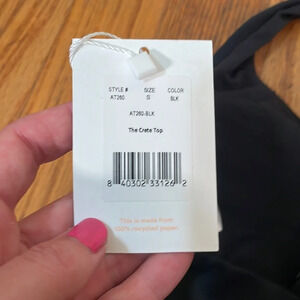 STYLE # SIZE COLOR
AT260 S BLK
AT260-BLK
The Crete Top
8 40302 33126 2
This is made from
100% recycled paper.